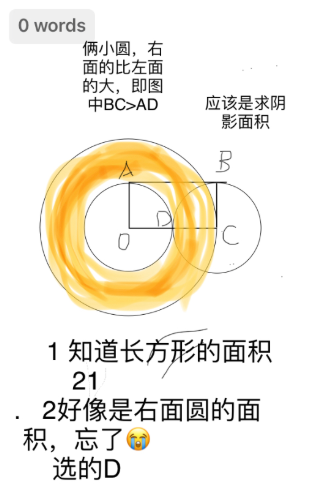 0 words
俩小圆，右
面的比左面
的大，即图
中BC>AD
应该是求阴
影面积
A
B
D
O
C
1 知道长方形的面积
21
. 2好像是右面圆的面
积，忘了😭
选的D